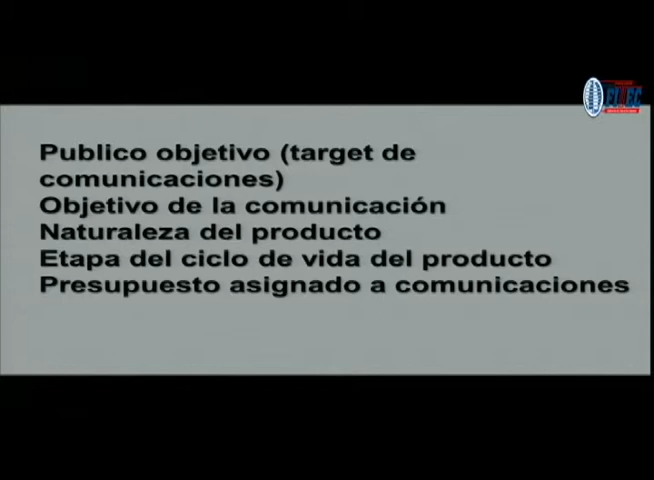 Publico objetivo (target de
comunicaciones)
Objetivo de la comunicación
Naturaleza del producto
Etapa del ciclo de vida del producto
Presupuesto asignado a comunicaciones